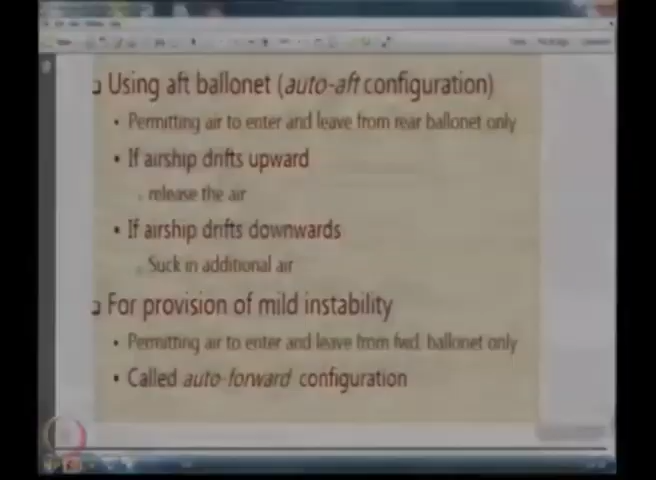 Using aft ballonet (auto-aft configuration)
Permitting air to enter and leave from rear ballonet only
If airship drifts upward
release the air
If airship drifts downwards
Suck in additional air
For provision of mild instability
Permitting air to enter and leave from fwd. ballonet only
Called auto-forward configuration